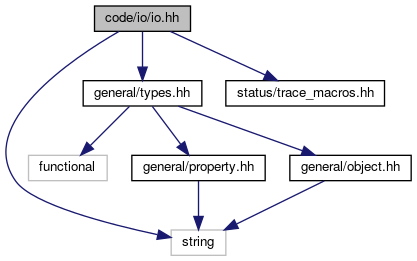 code/io/io.hh
general/types.hh
status/trace_macros.hh
functional
general/property.hh
general/object.hh
string